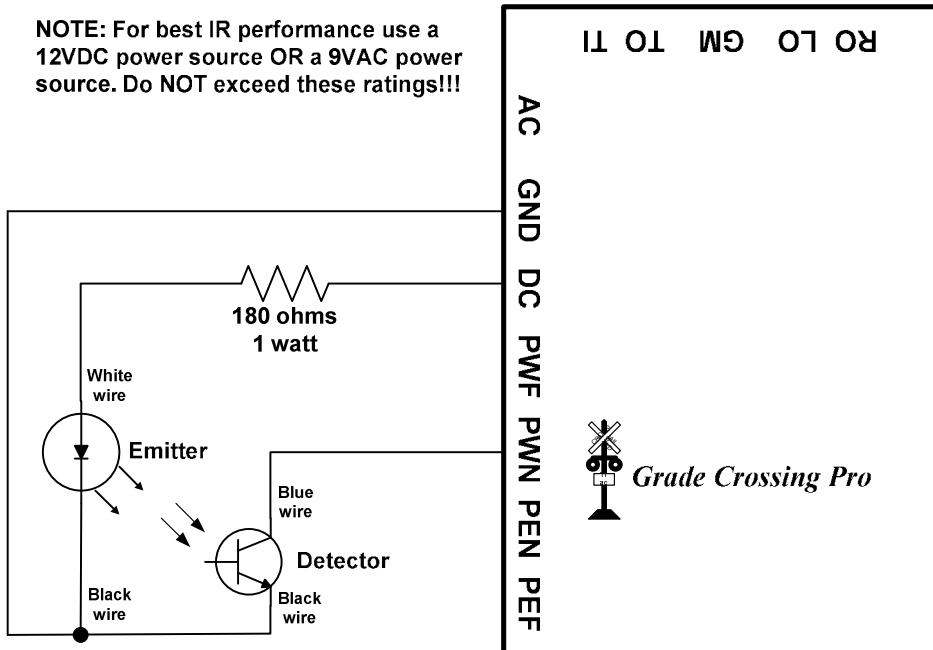 NOTE: For best IR performance use a
12VDC power source OR a 9VAC power
source. Do NOT exceed these ratings!!!
RO LO GM TO TI
AC
GND
DC
PWF
PWN
PEN
PEF
180 ohms
1 watt
White
wire
Emitter
Blue
wire
Detector
Black
wire
Black
wire
Grade Crossing Pro